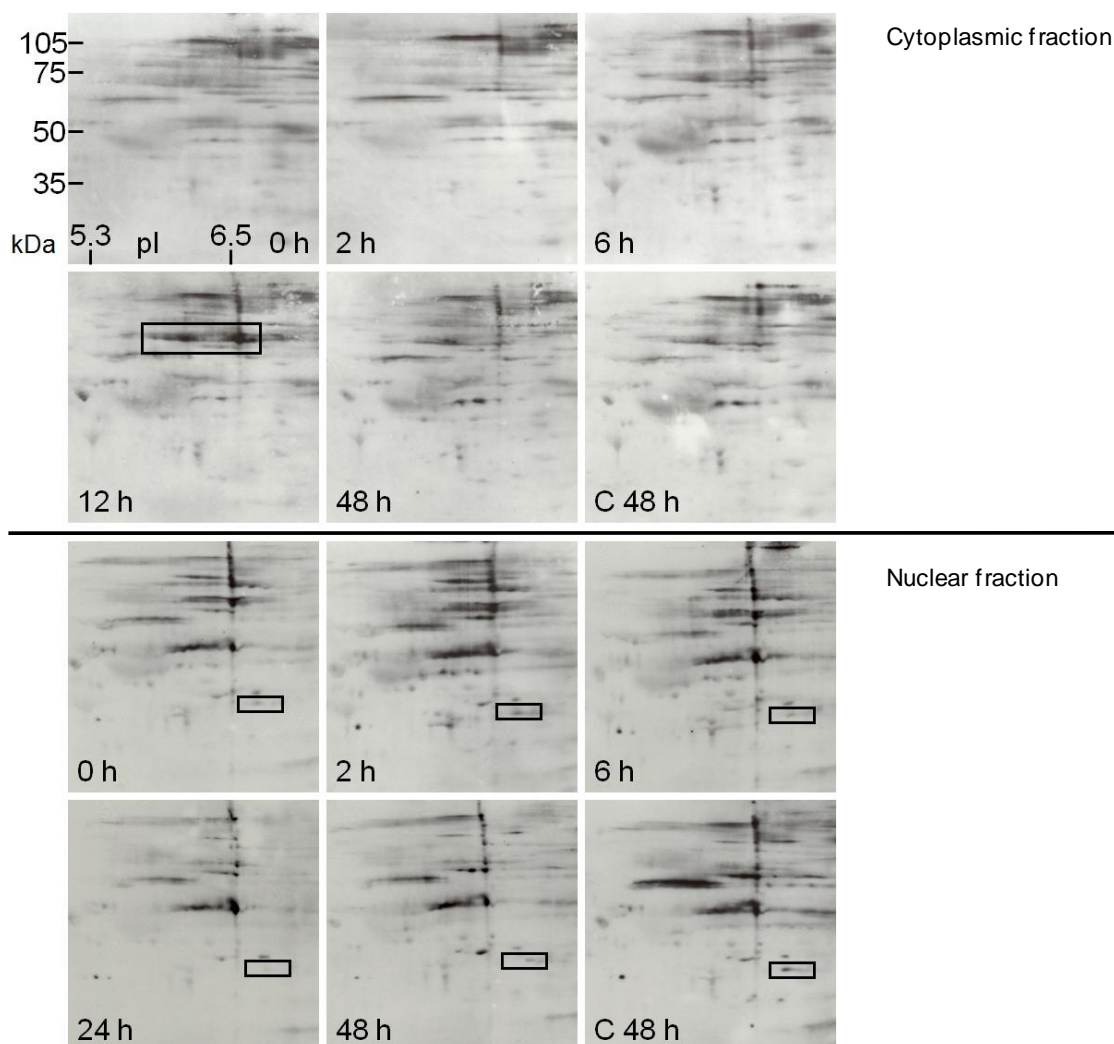 105
Cytoplasmic fraction
75
50
35
kDa 5.3 pI 6.5 0 h 2 h 6 h
12 h 48 h C 48 h
Nuclear fraction
0 h 2 h 6 h
24 h 48 h C 48 h